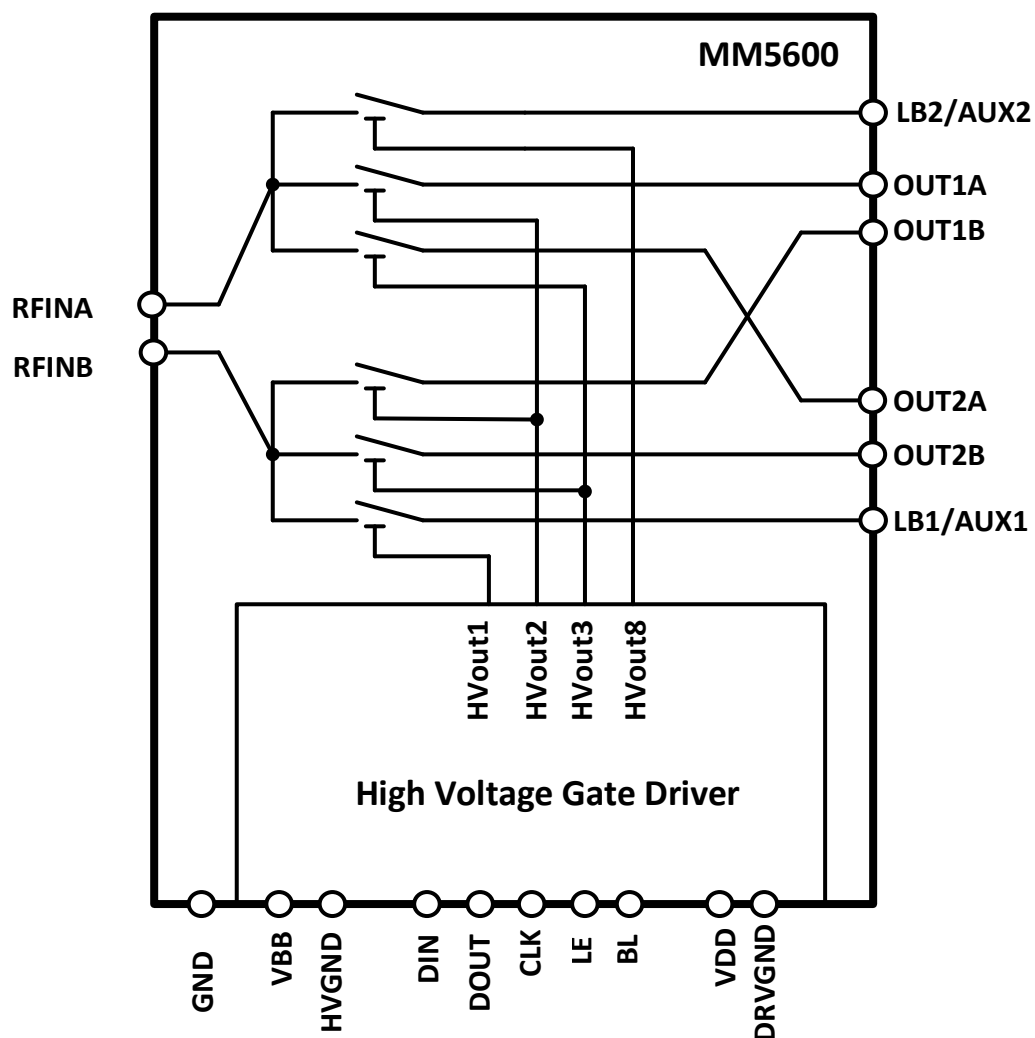 MM5600
LB2/AUX2
OUT1A
OUT1B
RFINA
RFINB
OUT2A
OUT2B
LB1/AUX1
HVout1
HVout2
HVout3
HVout8
High Voltage Gate Driver
GND
VBB
HVGND
DIN
DOUT
CLK
LE
BL
VDD
DRVGND